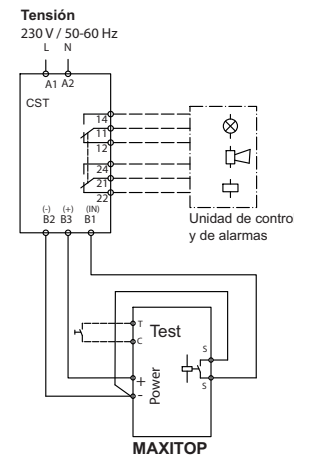 Tensión
230 V / 50-60 Hz
L N
A1 A2
CST
14
11
12
24
21
22
(-) (+) (IN)
B2 B3 B1
Unidad de contro
y de alarmas
T
C
Test
S
S
+
-
Power
MAXITOP